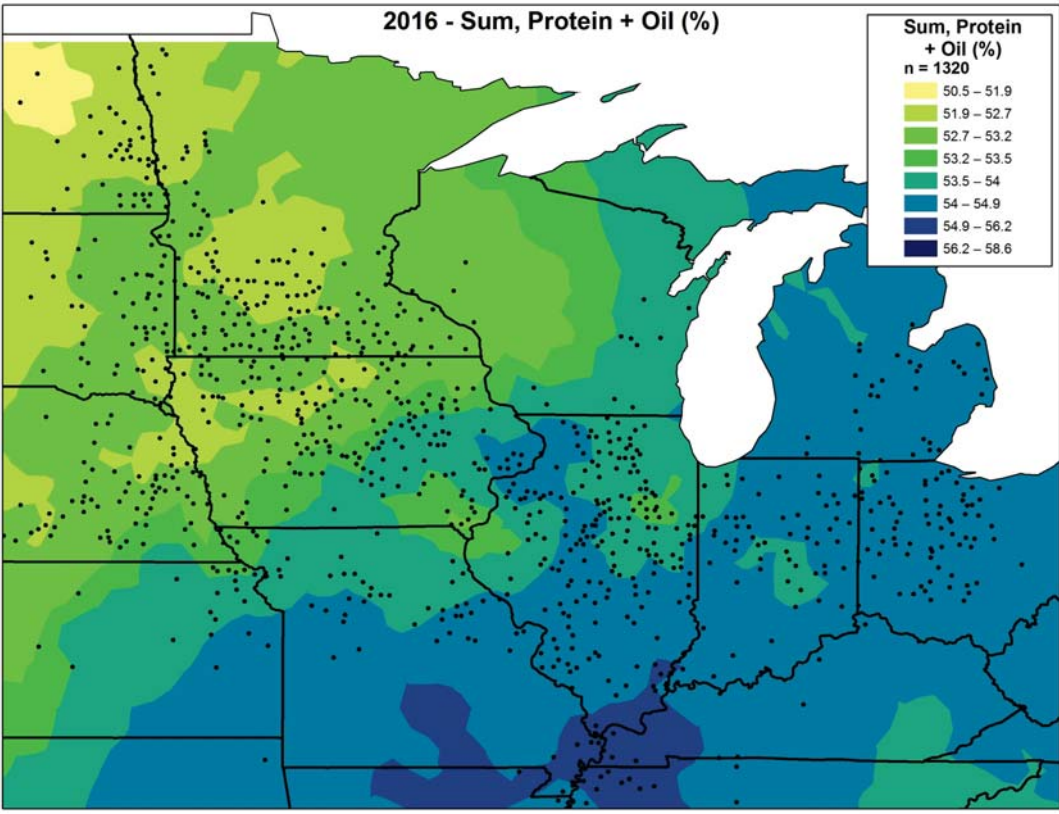 2016 - Sum, Protein + Oil (%)
Sum, Protein
+ Oil (%)
n = 1320
50.5 – 51.9
51.9 – 52.7
52.7 – 53.2
53.2 – 53.5
53.5 – 54
54 – 54.9
54.9 – 56.2
56.2 – 58.6